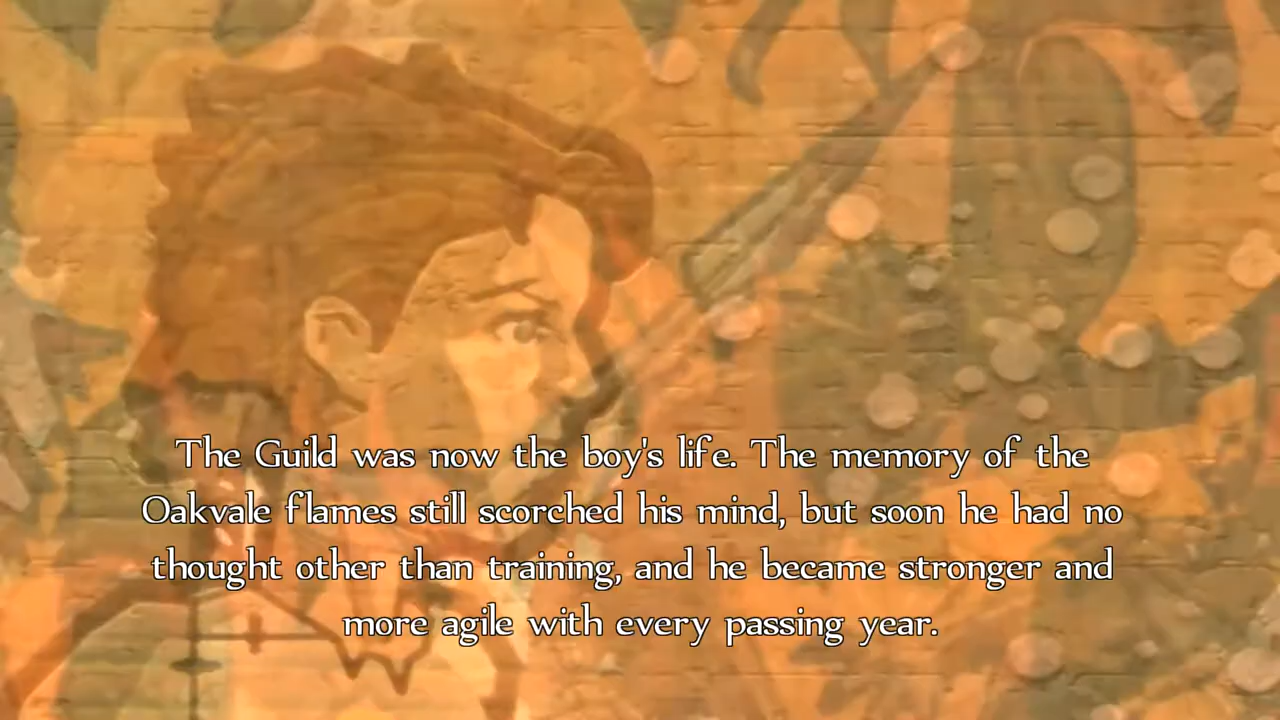 The Guild was now the boy's life. The memory of the
Oakvale flames still scorched his mind, but soon he had no
thought other than training, and he became stronger and
more agile with every passing year.